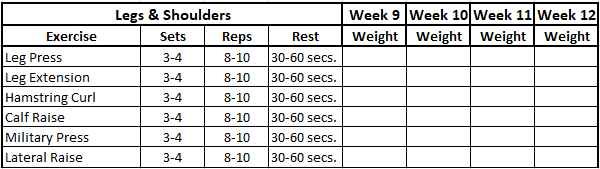 Legs & Shoulders Week 9 Week 10 Week 11 Week 12
Exercise Sets Reps Rest Weight Weight Weight Weight
Leg Press 3-4 8-10 30-60 secs.
Leg Extension 3-4 8-10 30-60 secs.
Hamstring Curl 3-4 8-10 30-60 secs.
Calf Raise 3-4 8-10 30-60 secs.
Military Press 3-4 8-10 30-60 secs.
Lateral Raise 3-4 8-10 30-60 secs.